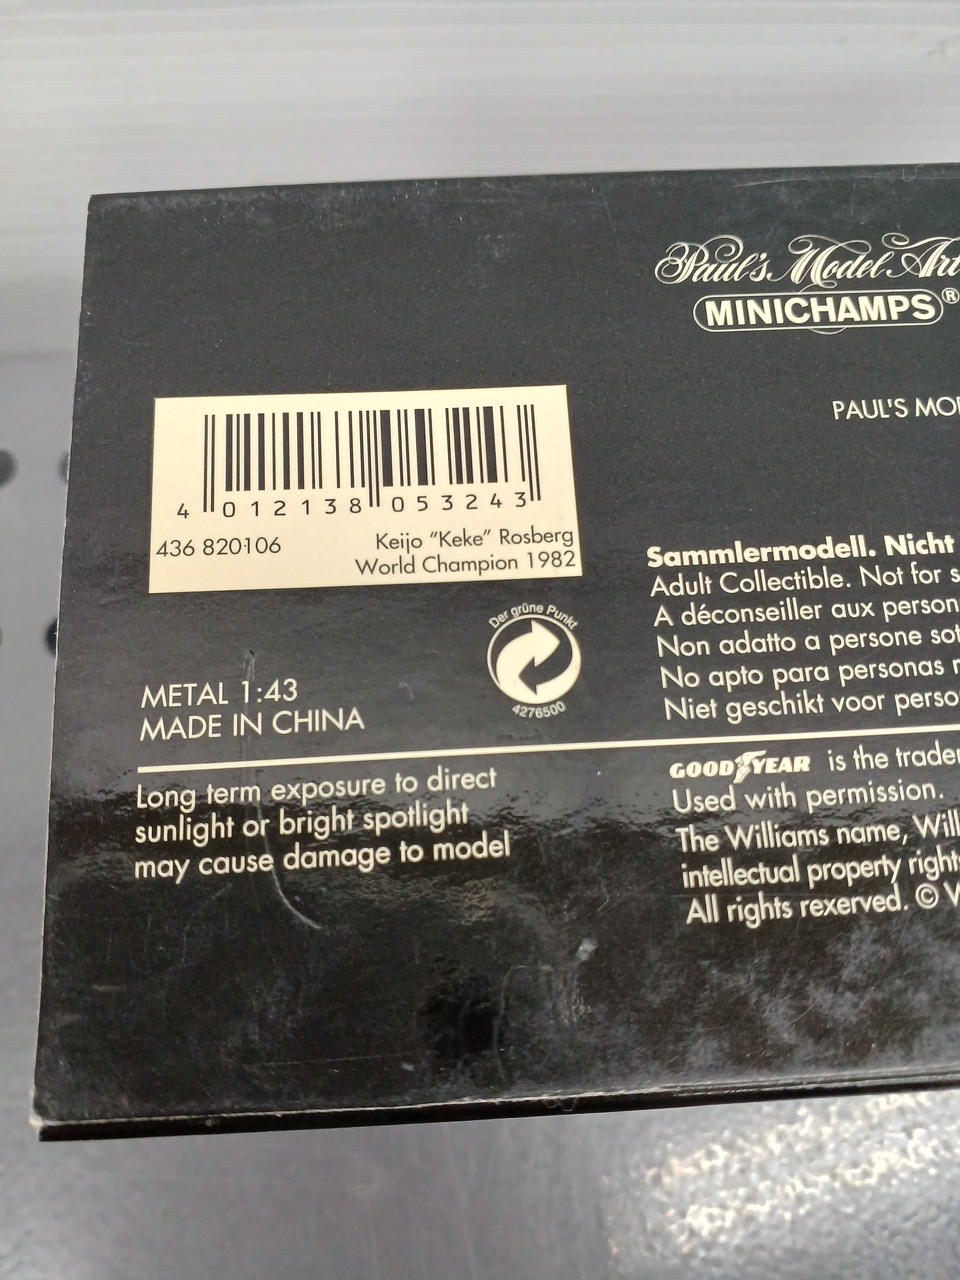 Paul's Model Art
MINICHAMPS®
PAUL'S MOD
4 012138 053243
436 820106
Keijo "Keke" Rosberg
World Champion 1982
Der grüne Punkt
4276500
METAL 1:43
MADE IN CHINA
Long term exposure to direct
sunlight or bright spotlight
may cause damage to model
Sammlermodell. Nicht
Adult Collectible. Not for s
A déconseiller aux person
Non adatto a persone sot
No apto para personas
Niet geschikt voor perso
GOODYEAR is the trade
Used with permission.
The Williams name, Will
intellectual property right
All rights rexerved. ©